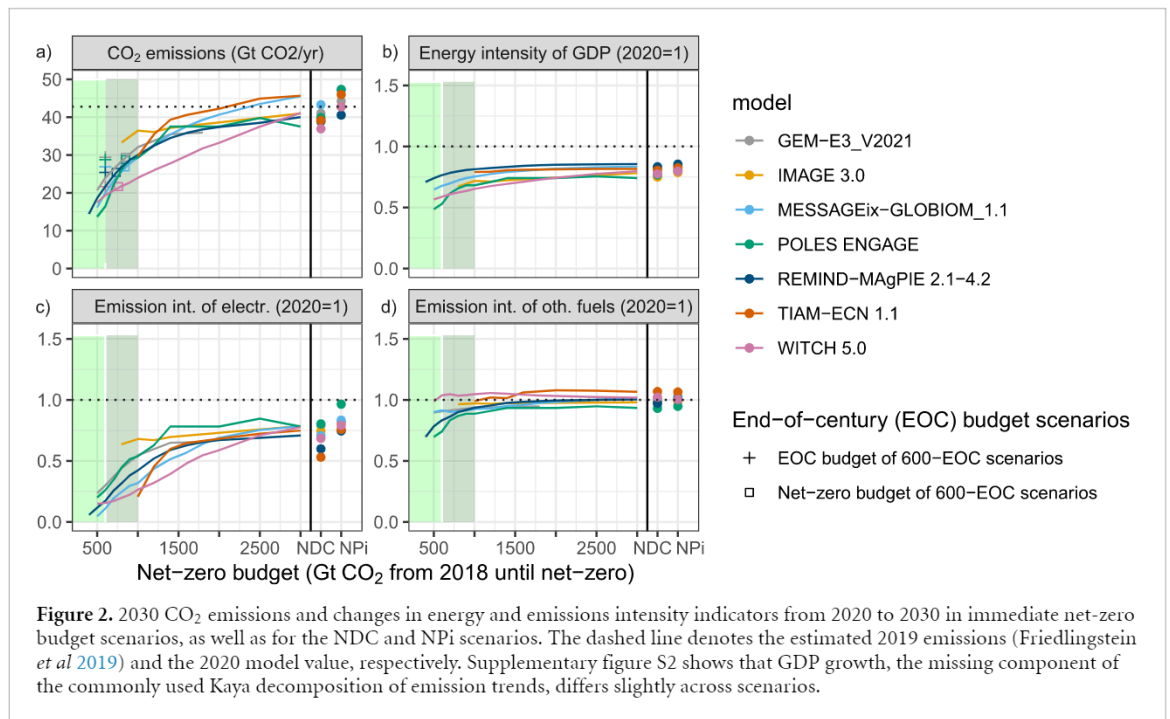 a) CO₂ emissions (Gt CO2/yr)
b) Energy intensity of GDP (2020=1)
50
40
30
20
10
0
1.5
1.0
0.5
0.0
c) Emission int. of electr. (2020=1)
d) Emission int. of oth. fuels (2020=1)
1.5
1.0
0.5
0.0
1.5
1.0
0.5
0.0
500 1500 2500 NDC NPi
500 1500 2500 NDC NPi
Net−zero budget (Gt CO₂ from 2018 until net−zero)
model
GEM−E3_V2021
IMAGE 3.0
MESSAGEix−GLOBIOM_1.1
POLES ENGAGE
REMIND−MAgPIE 2.1−4.2
TIAM−ECN 1.1
WITCH 5.0
End−of−century (EOC) budget scenarios
EOC budget of 600−EOC scenarios
Net−zero budget of 600−EOC scenarios
Figure 2. 2030 CO₂ emissions and changes in energy and emissions intensity indicators from 2020 to 2030 in immediate net-zero
budget scenarios, as well as for the NDC and NPi scenarios. The dashed line denotes the estimated 2019 emissions (Friedlingstein
et al 2019) and the 2020 model value, respectively. Supplementary figure S2 shows that GDP growth, the missing component of
the commonly used Kaya decomposition of emission trends, differs slightly across scenarios.